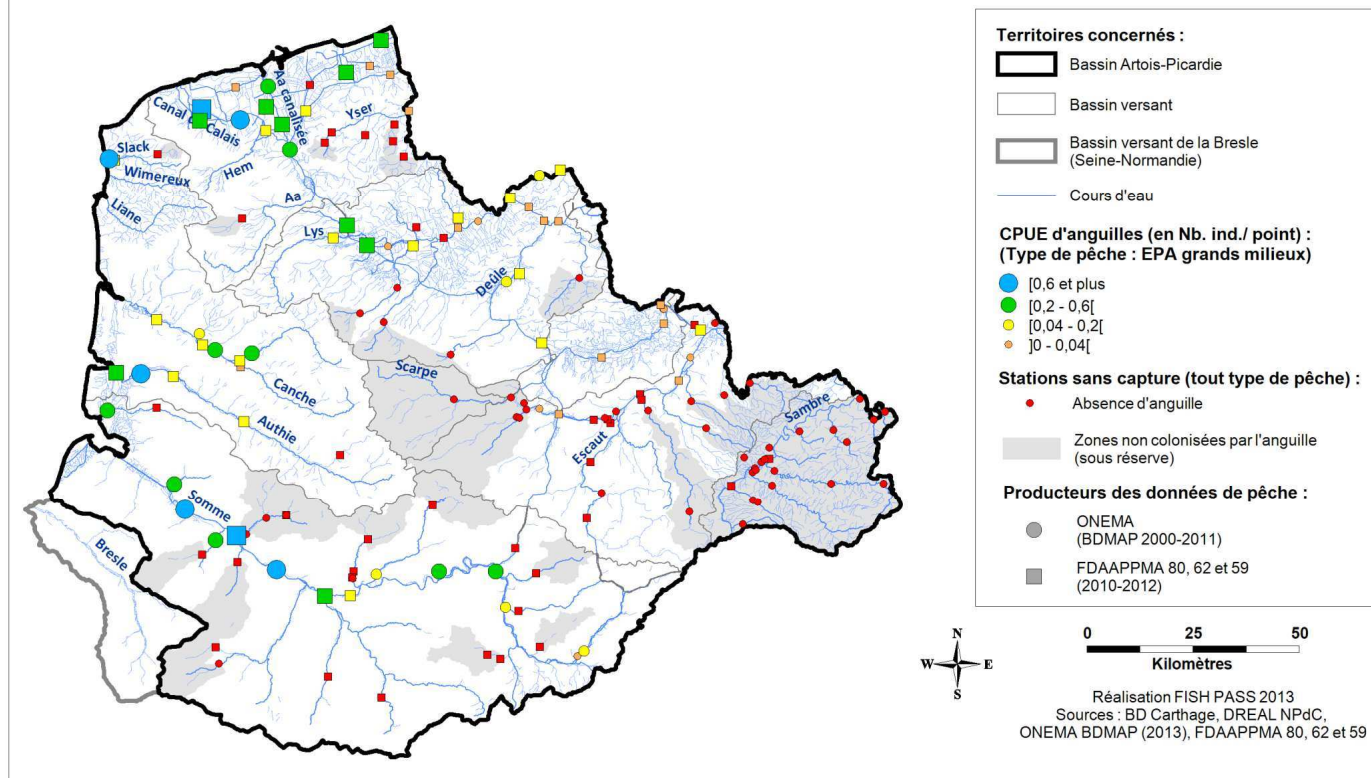 Aa canalisée
Canal de Calais
Yser
Slack
Wimereux
Hem
Liane
Aa
Lys
Deûle
Canche
Scarpe
Authie
Escaut
Sambre
Somme
Bresle
Territoires concernés :
Bassin Artois-Picardie
Bassin versant
Bassin versant de la Bresle
(Seine-Normandie)
Cours d'eau
CPUE d'anguilles (en Nb. ind./ point) :
(Type de pêche : EPA grands milieux)
[0,6 et plus
[0,2 - 0,6[
[0,04 - 0,2[
]0 - 0,04[
Stations sans capture (tout type de pêche) :
Absence d'anguille
Zones non colonisées par l'anguille
(sous réserve)
Producteurs des données de pêche :
ONEMA
(BDMAP 2000-2011)
FDAAPPMA 80, 62 et 59
(2010-2012)
N
W E
S
0 25 50
Kilomètres
Réalisation FISH PASS 2013
Sources : BD Carthage, DREAL NPdC,
ONEMA BDMAP (2013), FDAAPPMA 80, 62 et 59